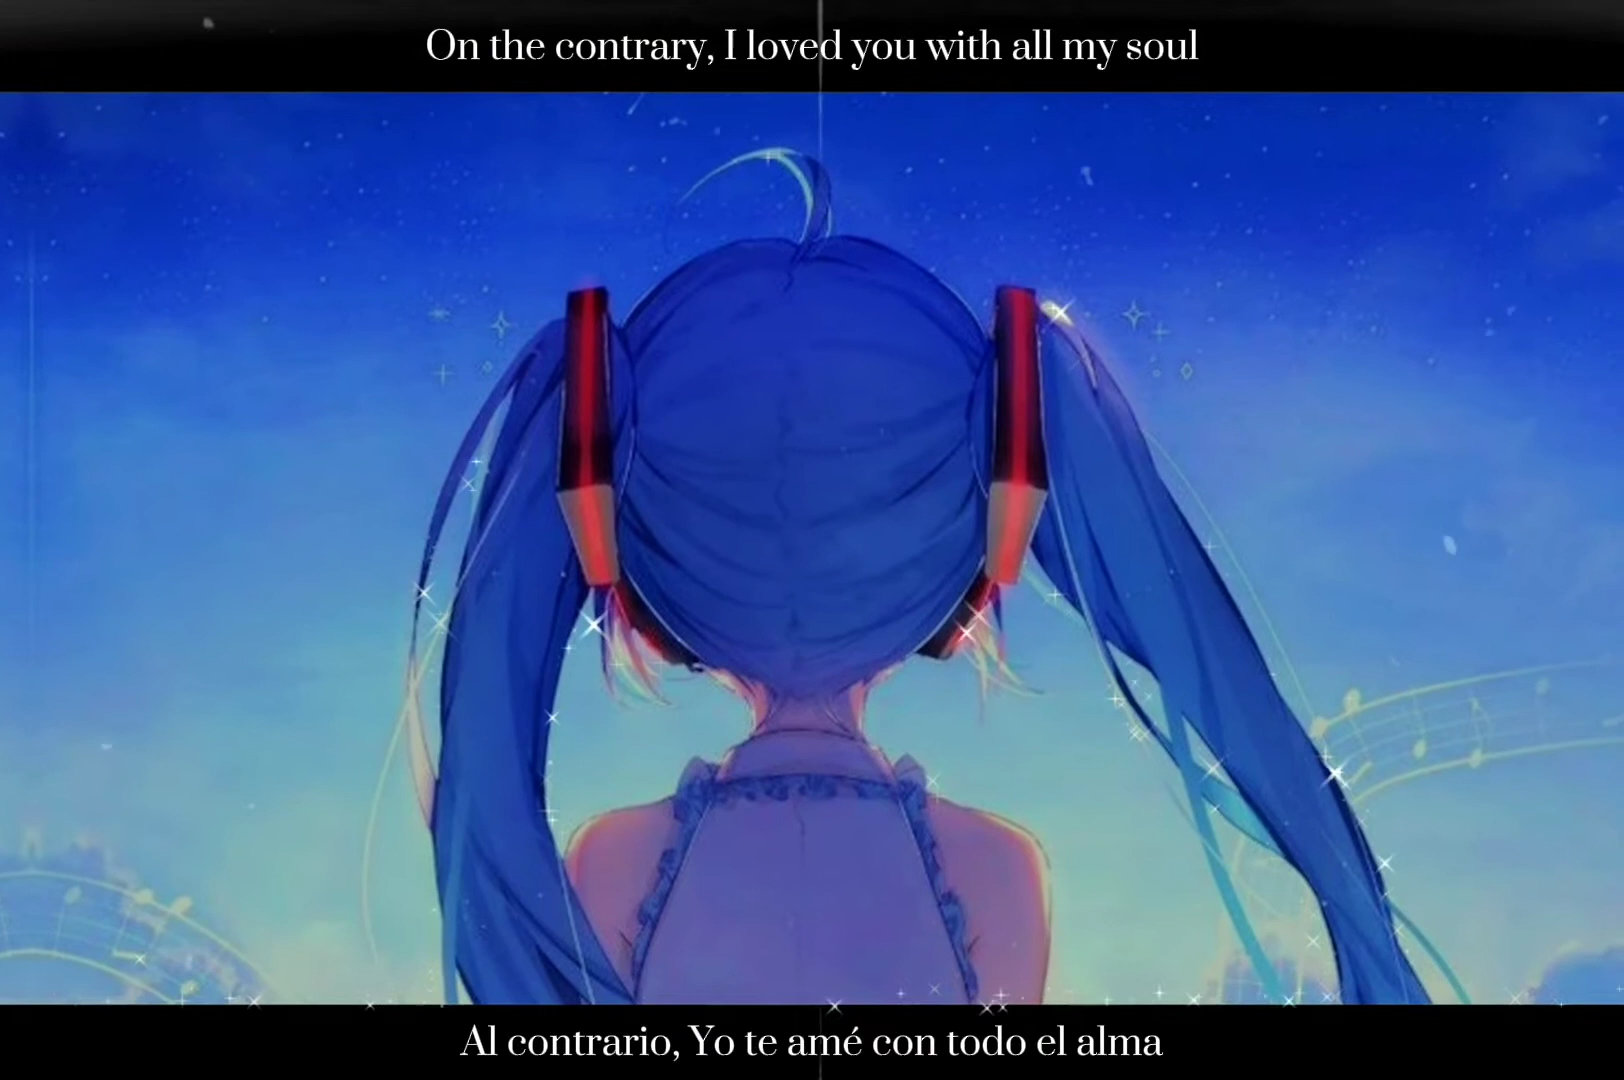 On the contrary, I loved you with all my soul
Al contrario, Yo te amé con todo el alma